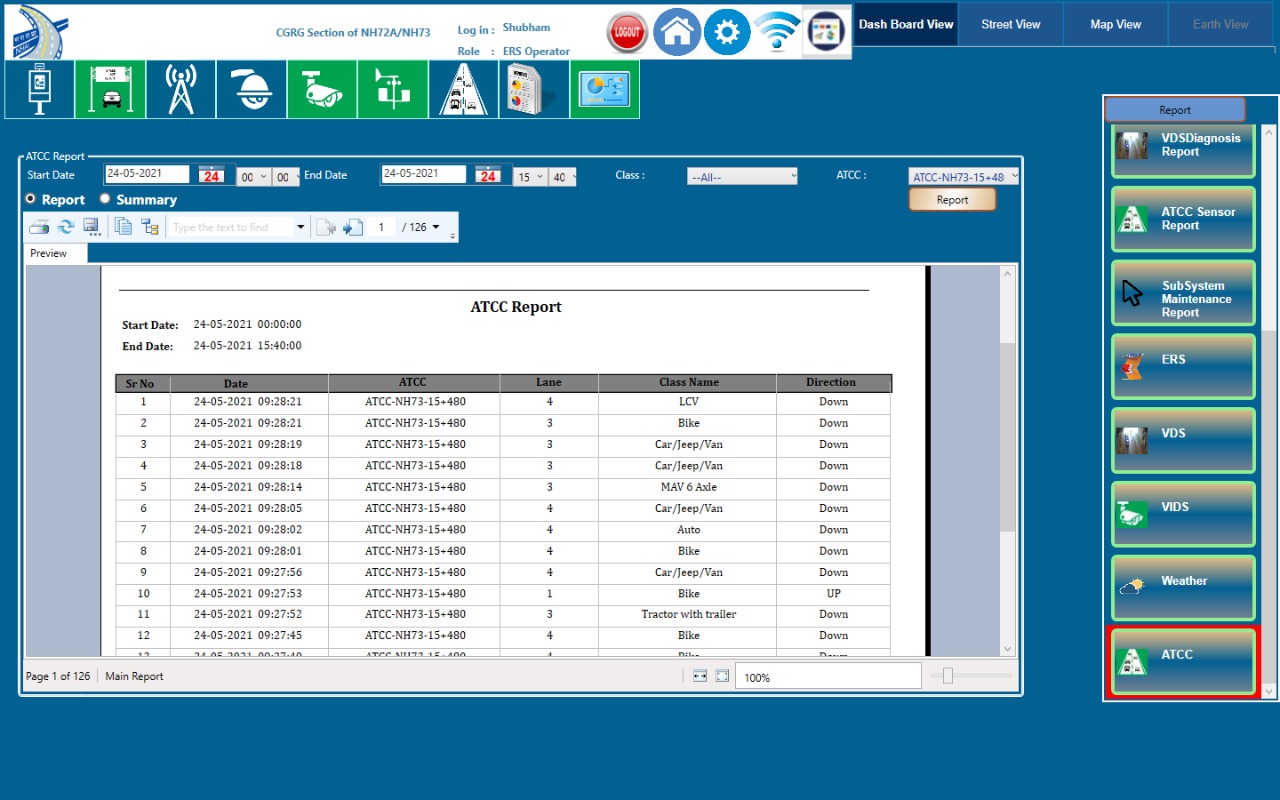 CGRG Section of NH72A/NH73
Log in : Shubham
Role : ERS Operator
LOGOUT
Dash Board View
Street View
Map View
Earth View
ATCC Report
Start Date 24-05-2021 24 00 00 End Date 24-05-2021 24 15 40 Class : --All-- ATCC : ATCC-NH73-15+48
Report Summary Report
Type the text to find 1 / 126
Preview
ATCC Report
Start Date: 24-05-2021 00:00:00
End Date: 24-05-2021 15:40:00
Sr No Date ATCC Lane Class Name Direction
1 24-05-2021 09:28:21 ATCC-NH73-15+480 4 LCV Down
2 24-05-2021 09:28:21 ATCC-NH73-15+480 3 Bike Down
3 24-05-2021 09:28:19 ATCC-NH73-15+480 3 Car/Jeep/Van Down
4 24-05-2021 09:28:18 ATCC-NH73-15+480 3 Car/Jeep/Van Down
5 24-05-2021 09:28:14 ATCC-NH73-15+480 3 MAV 6 Axle Down
6 24-05-2021 09:28:05 ATCC-NH73-15+480 4 Car/Jeep/Van Down
7 24-05-2021 09:28:02 ATCC-NH73-15+480 4 Auto Down
8 24-05-2021 09:28:01 ATCC-NH73-15+480 4 Bike Down
9 24-05-2021 09:27:56 ATCC-NH73-15+480 4 Car/Jeep/Van Down
10 24-05-2021 09:27:53 ATCC-NH73-15+480 1 Bike UP
11 24-05-2021 09:27:52 ATCC-NH73-15+480 3 Tractor with trailer Down
12 24-05-2021 09:27:45 ATCC-NH73-15+480 4 Bike Down
Page 1 of 126 Main Report 100%
Report
VDSDiagnosis
Report
ATCC Sensor
Report
SubSystem
Maintenance
Report
ERS
VDS
VIDS
Weather
ATCC